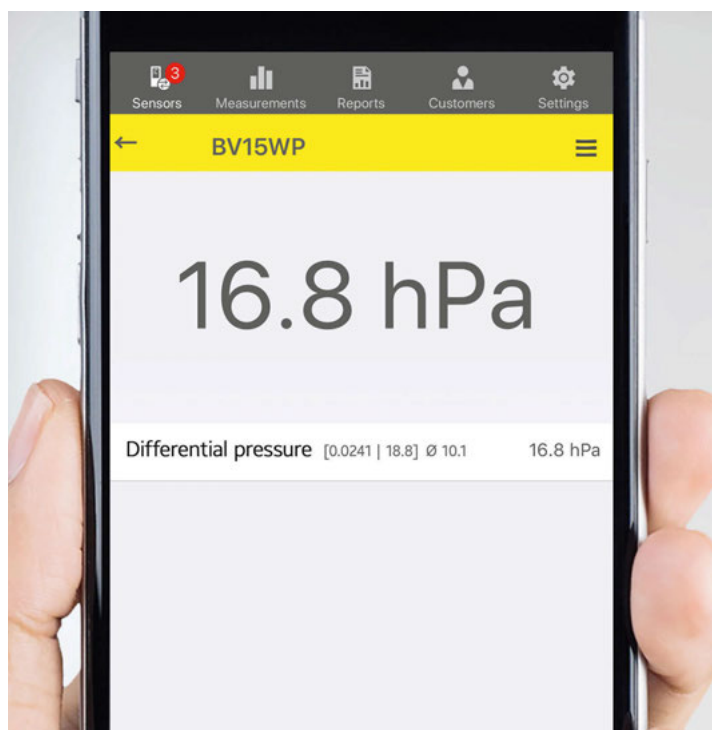 3
Sensors Measurements Reports Customers Settings
← BV15WP ≡
16.8 hPa
Differential pressure [0.0241 | 18.8] Ø 10.1 16.8 hPa